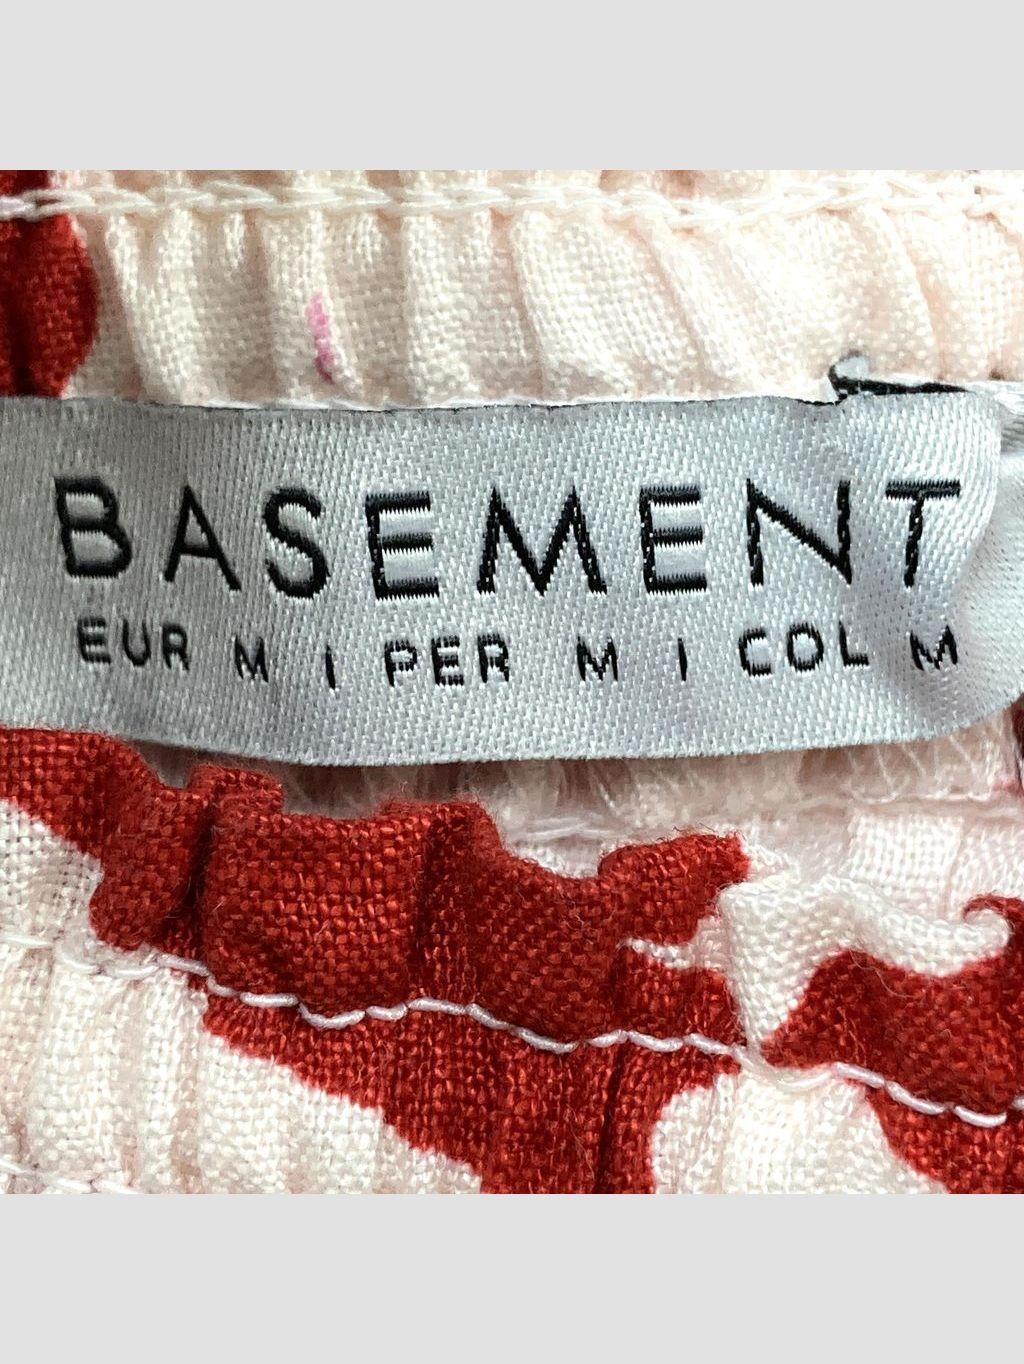 BASEMENT
EUR M | PER M | COL M